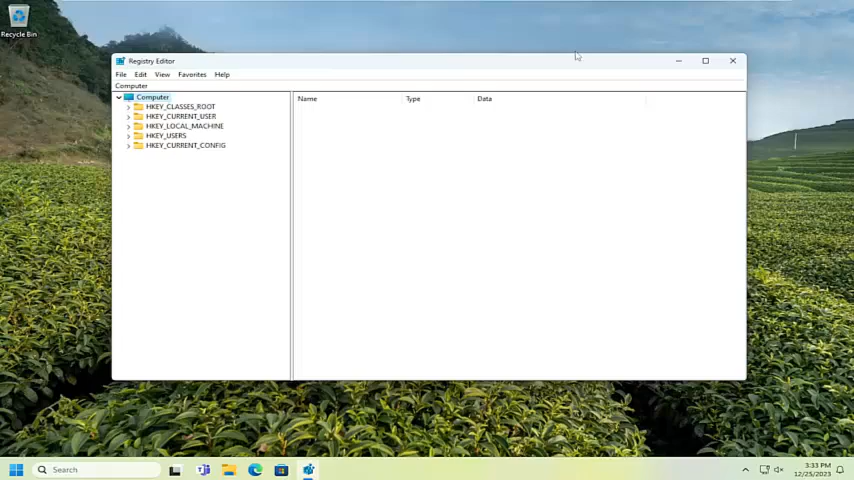 Recycle Bin
Registry Editor
File Edit View Favorites Help
Computer
Name Type Data
Computer
HKEY_CLASSES_ROOT
HKEY_CURRENT_USER
HKEY_LOCAL_MACHINE
HKEY_USERS
HKEY_CURRENT_CONFIG
Search
3:33 PM
12/25/2023